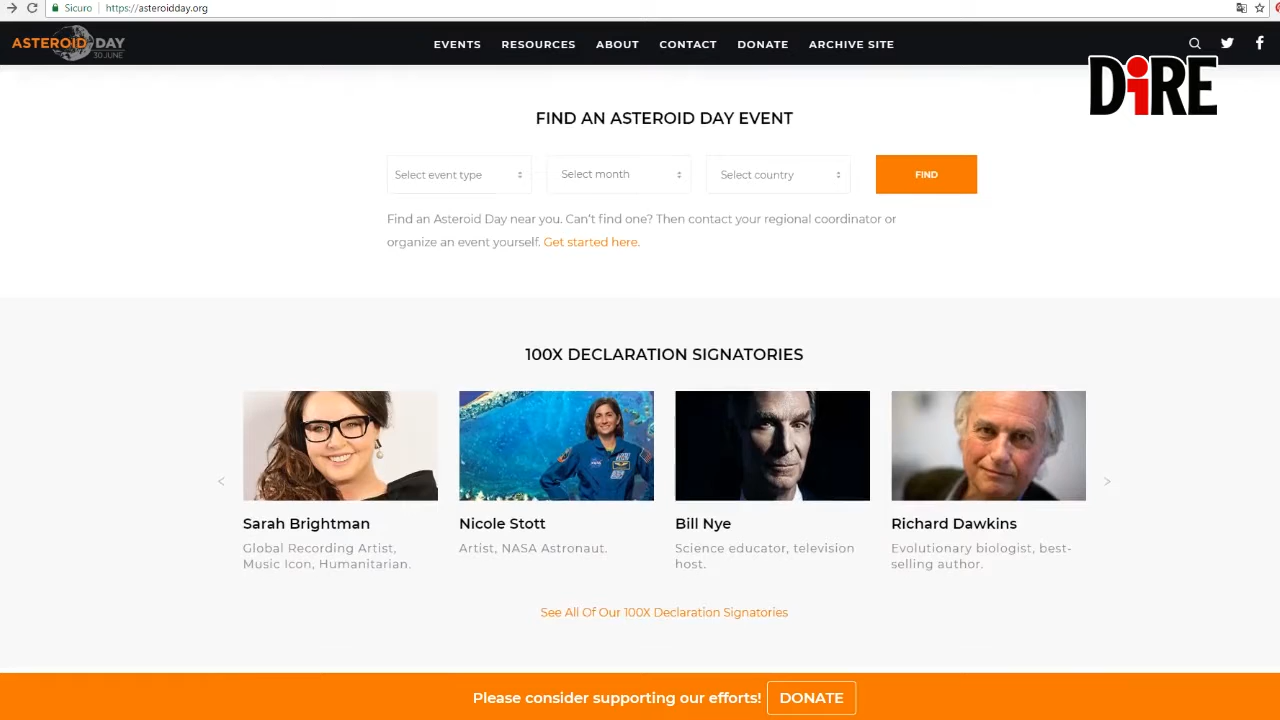 Sicuro https://asteroidday.org
ASTEROID DAY
30 JUNE
EVENTS RESOURCES ABOUT CONTACT DONATE ARCHIVE SITE
DiRE
FIND AN ASTEROID DAY EVENT
Select event type Select month Select country FIND
Find an Asteroid Day near you. Can't find one? Then contact your regional coordinator or
organize an event yourself. Get started here.
100X DECLARATION SIGNATORIES
Sarah Brightman
Global Recording Artist,
Music Icon, Humanitarian.
Nicole Stott
Artist, NASA Astronaut.
Bill Nye
Science educator, television
host.
Richard Dawkins
Evolutionary biologist, best-
selling author.
See All Of Our 100X Declaration Signatories
Please consider supporting our efforts! DONATE